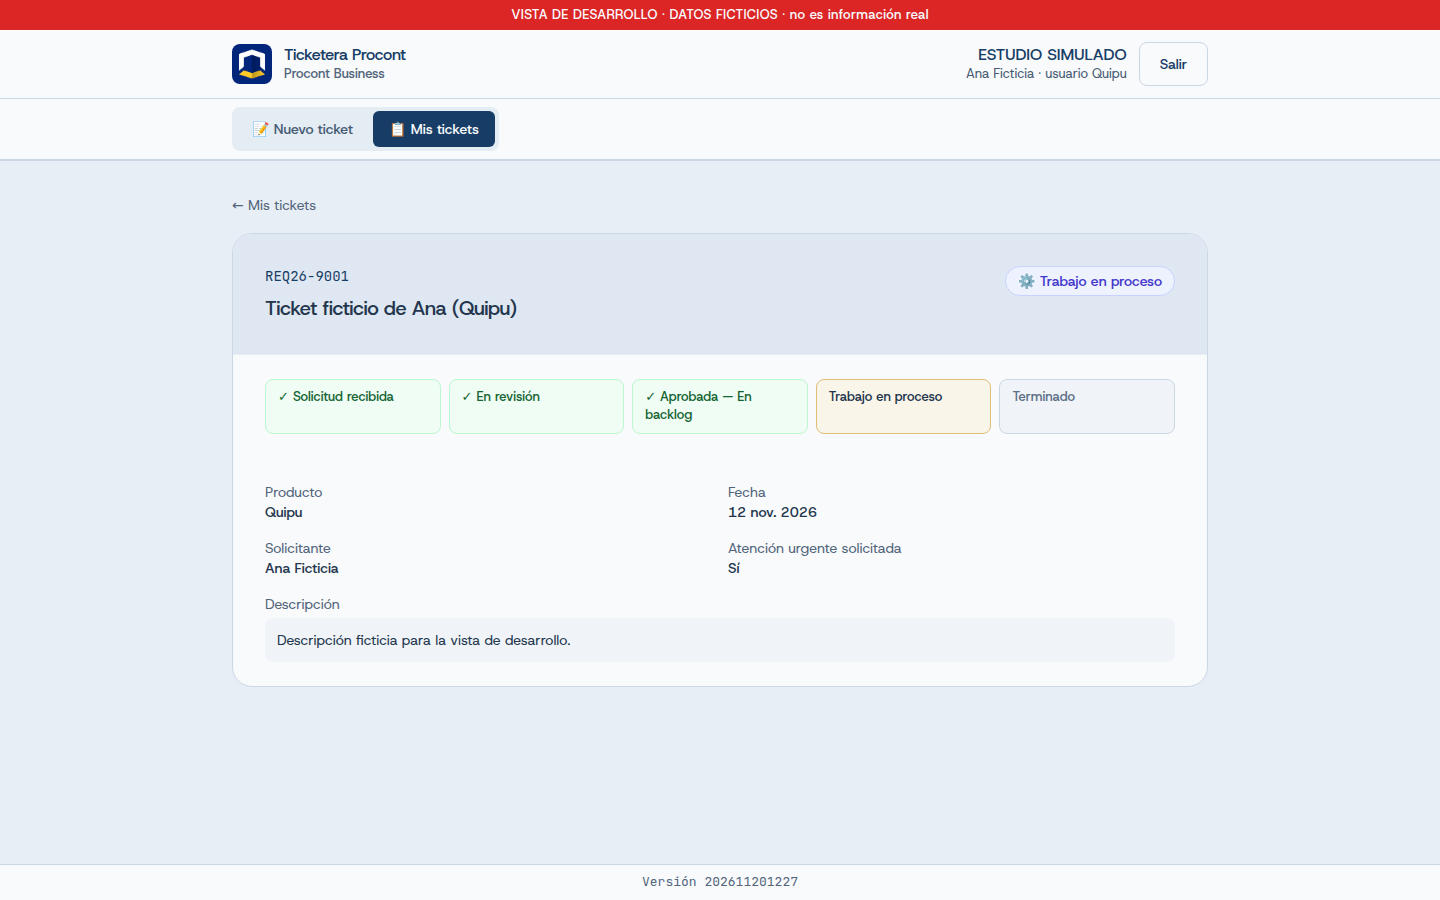 VISTA DE DESARROLLO · DATOS FICTICIOS · no es información real
Ticketera Procont
Procont Business
ESTUDIO SIMULADO
Ana Ficticia · usuario Quipu
Salir
📝 Nuevo ticket
📋 Mis tickets
← Mis tickets
REQ26-9001
Ticket ficticio de Ana (Quipu)
⚙️ Trabajo en proceso
✓ Solicitud recibida
✓ En revisión
✓ Aprobada — En
backlog
Trabajo en proceso
Terminado
Producto
Quipu
Fecha
12 nov. 2026
Solicitante
Ana Ficticia
Atención urgente solicitada
Sí
Descripción
Descripción ficticia para la vista de desarrollo.
Versión 202611201227